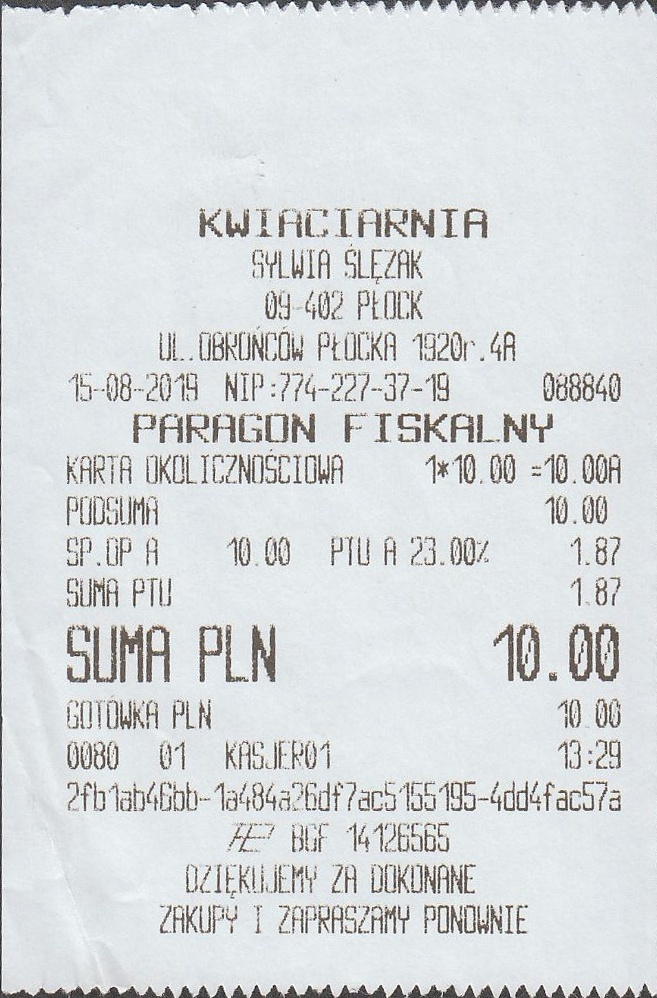 KWIACIARNIA
SYLWIA ŚLĘZAK
09-402 PŁOCK
UL.OBROŃCÓW PŁOCKA 1920r.4A
15-08-2019 NIP:774-227-37-19 088840
PARAGON FISKALNY
KARTA OKOLICZNOŚCIOWA 1*10.00 =10.00A
PODSUMA 10.00
SP.OP A 10.00 PTU A 23.00% 1.87
SUMA PTU 1.87
SUMA PLN 10.00
GOTÓWKA PLN 10.00
0080 01 KASJER01 13:29
2fb1ab46bb-1a484a26df7ac5155195-4dd4fac57a
BGF 14126565
DZIĘKUJEMY ZA DOKONANE
ZAKUPY I ZAPRASZAMY PONOWNIE